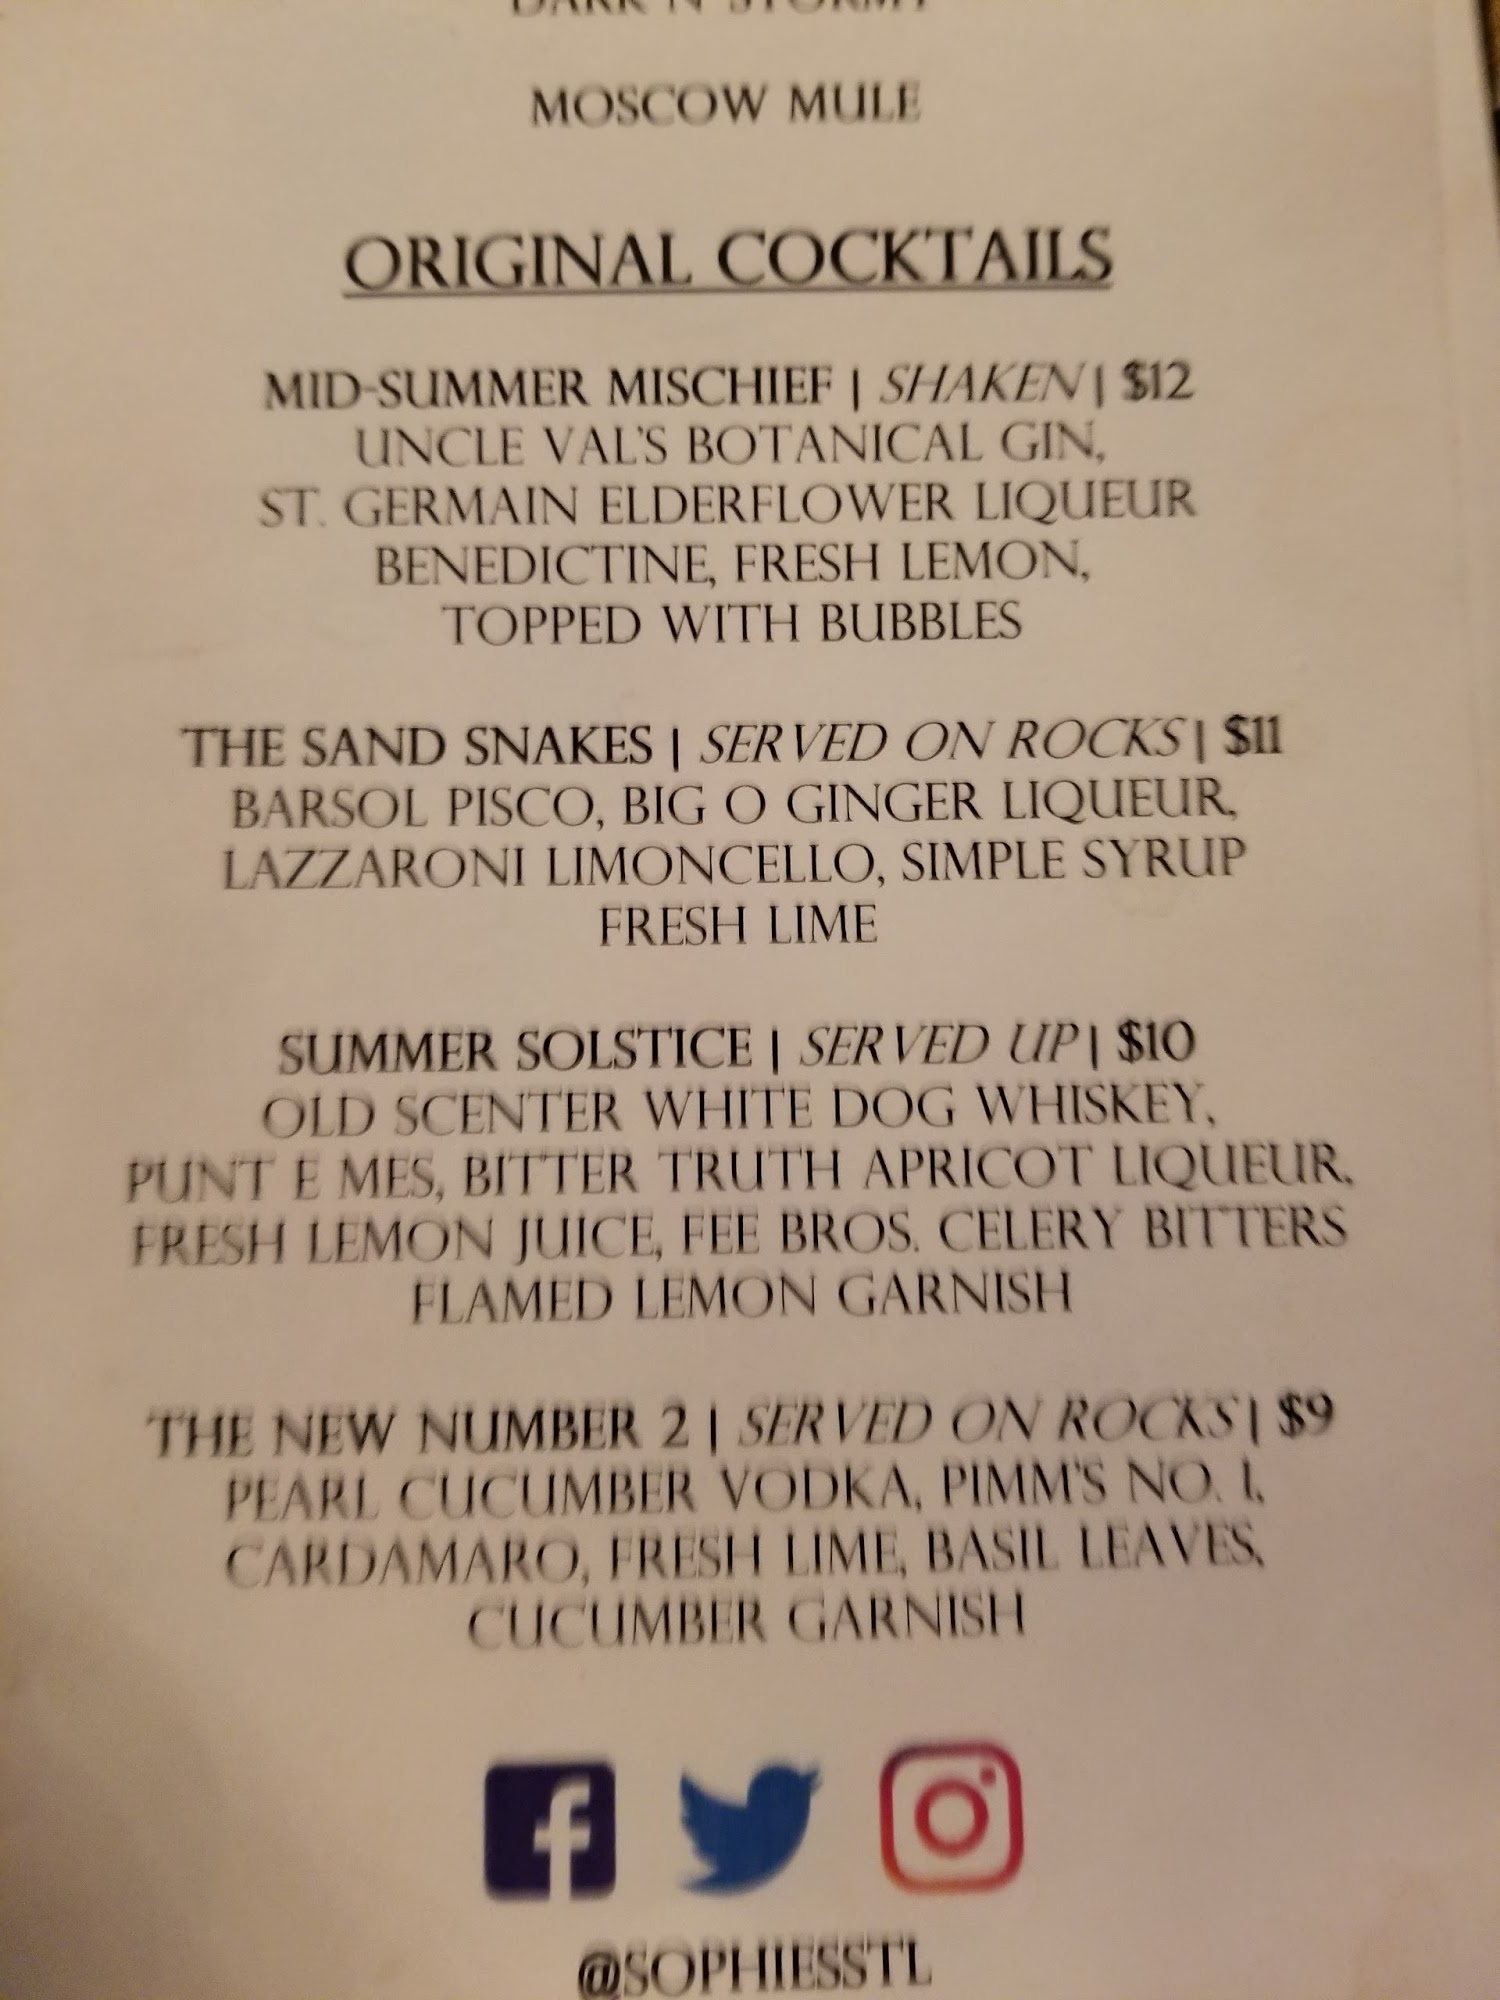 DARK N STORMY
MOSCOW MULE
ORIGINAL COCKTAILS
MID-SUMMER MISCHIEF | SHAKEN | $12
UNCLE VAL'S BOTANICAL GIN,
ST. GERMAIN ELDERFLOWER LIQUEUR
BENEDICTINE, FRESH LEMON,
TOPPED WITH BUBBLES
THE SAND SNAKES | SERVED ON ROCKS | $11
BARSOL PISCO, BIG O GINGER LIQUEUR,
LAZZARONI LIMONCELLO, SIMPLE SYRUP
FRESH LIME
SUMMER SOLSTICE | SERVED UP | $10
OLD SCENTER WHITE DOG WHISKEY,
PUNT E MES, BITTER TRUTH APRICOT LIQUEUR,
FRESH LEMON JUICE, FEE BROS. CELERY BITTERS
FLAMED LEMON GARNISH
THE NEW NUMBER 2 | SERVED ON ROCKS | $9
PEARL CUCUMBER VODKA, PIMM'S NO. 1,
CARDAMARO, FRESH LIME, BASIL LEAVES,
CUCUMBER GARNISH
@SOPHIESSTL